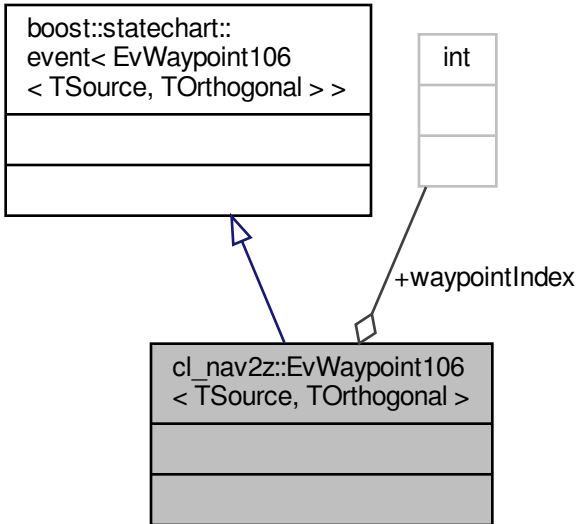 boost::statechart::
event< EvWaypoint106
< TSource, TOrthogonal > >
int
+waypointIndex
cl_nav2z::EvWaypoint106
< TSource, TOrthogonal >